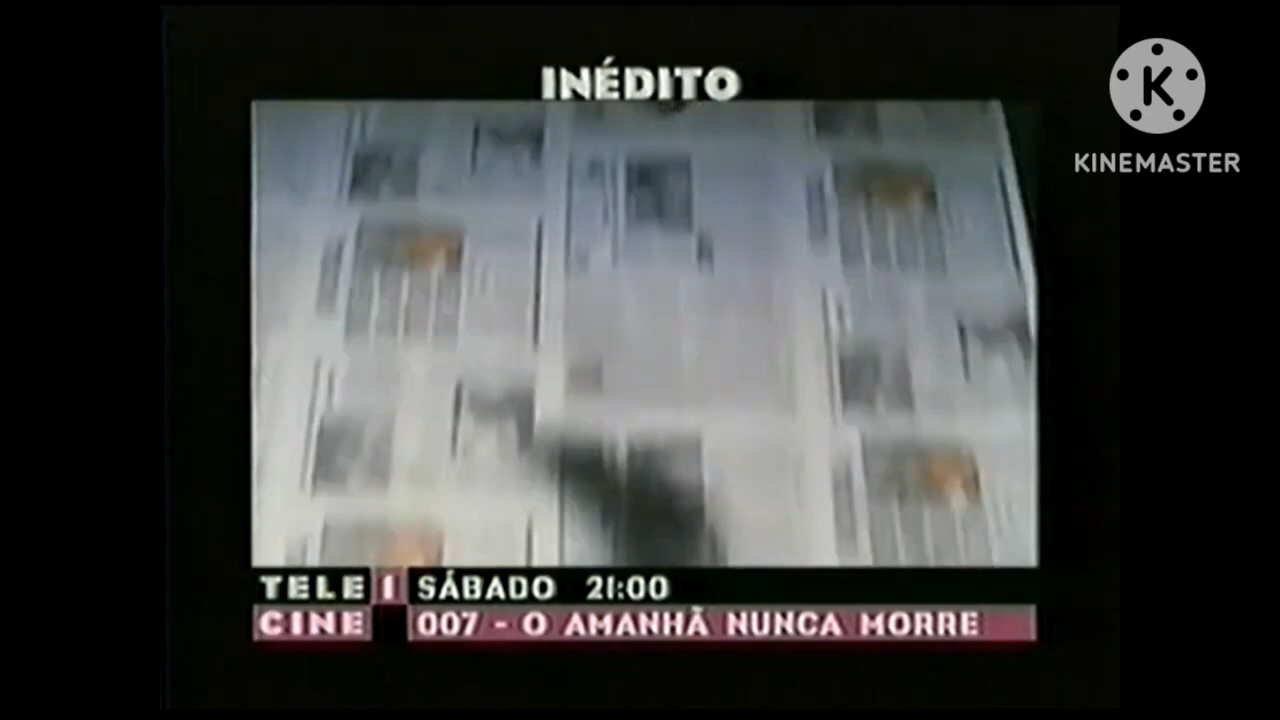 INÉDITO
KINEMASTER
TELE 1 SÁBADO 21:00
CINE 007 - O AMANHÃ NUNCA MORRE